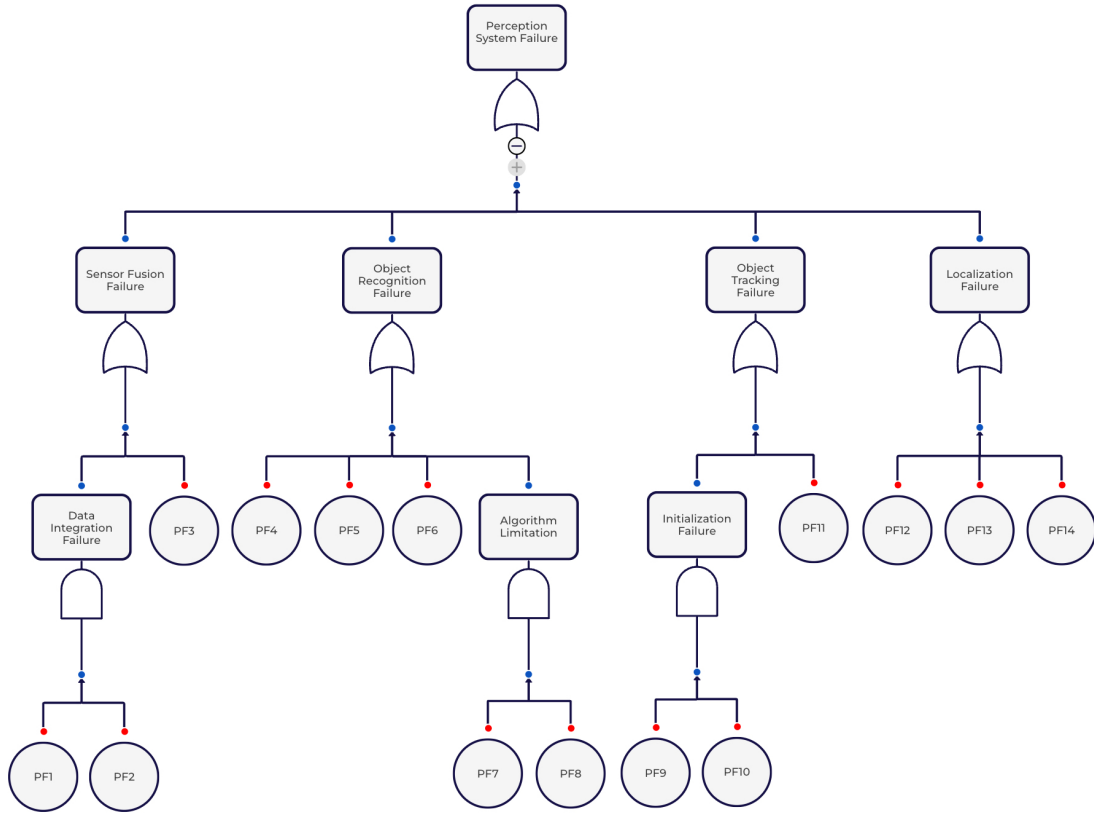 Perception
System Failure
Sensor Fusion
Failure
Object
Recognition
Failure
Object
Tracking
Failure
Localization
Failure
Data
Integration
Failure
PF3
PF4
PF5
PF6
Algorithm
Limitation
Initialization
Failure
PF11
PF12
PF13
PF14
PF1
PF2
PF7
PF8
PF9
PF10